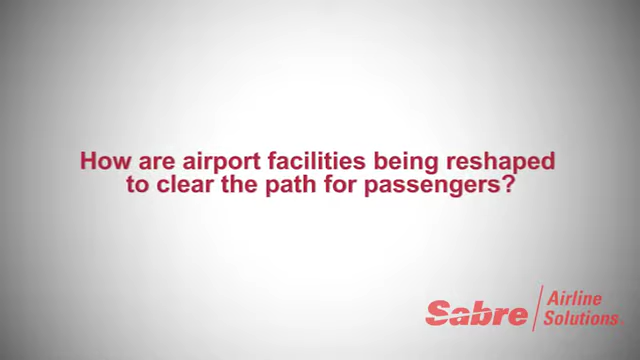 How are airport facilities being reshaped
to clear the path for passengers?
Sabre
Airline
Solutions.